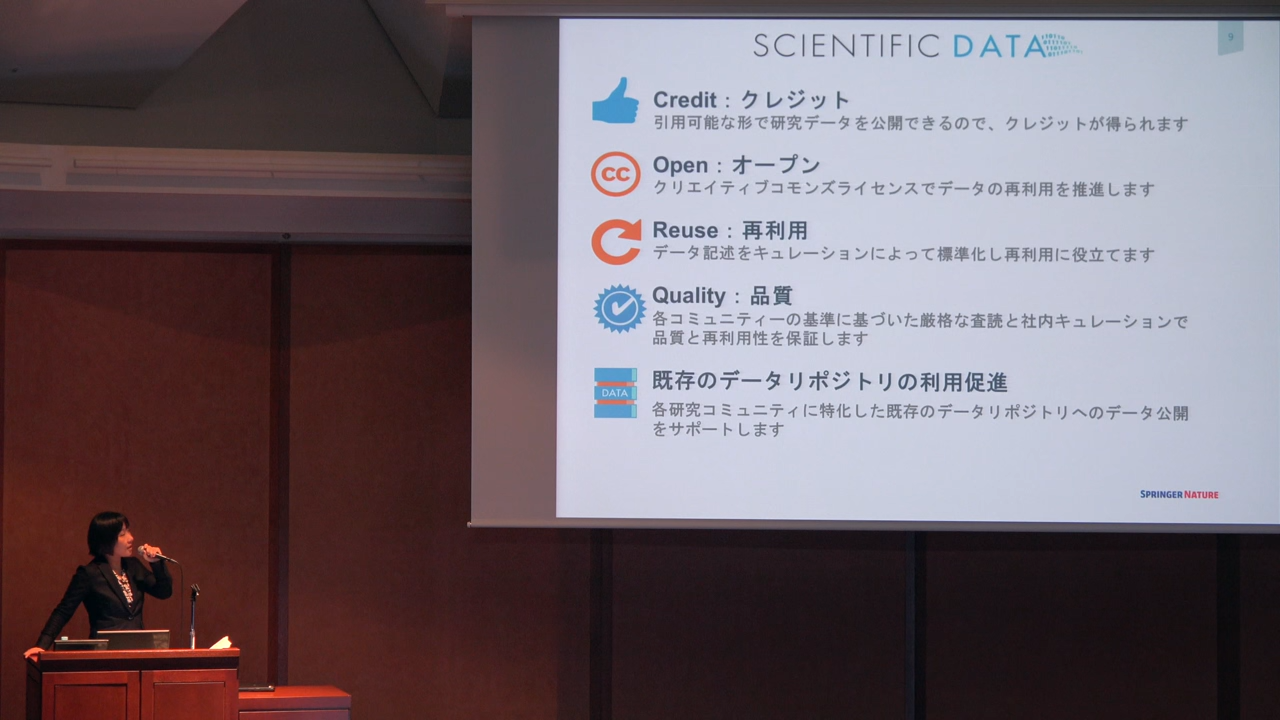 SCIENTIFIC DATA
9
Credit：クレジット
引用可能な形で研究データを公開できるので、クレジットが得られます
CC
Open：オープン
クリエイティブコモンズライセンスでデータの再利用を推進します
Reuse：再利用
データ記述をキュレーションによって標準化し再利用に役立てます
Quality：品質
各コミュニティーの基準に基づいた厳格な査読と社内キュレーションで
品質と再利用性を保証します
DATA
既存のデータリポジトリの利用促進
各研究コミュニティに特化した既存のデータリポジトリへのデータ公開
をサポートします
SPRINGER NATURE